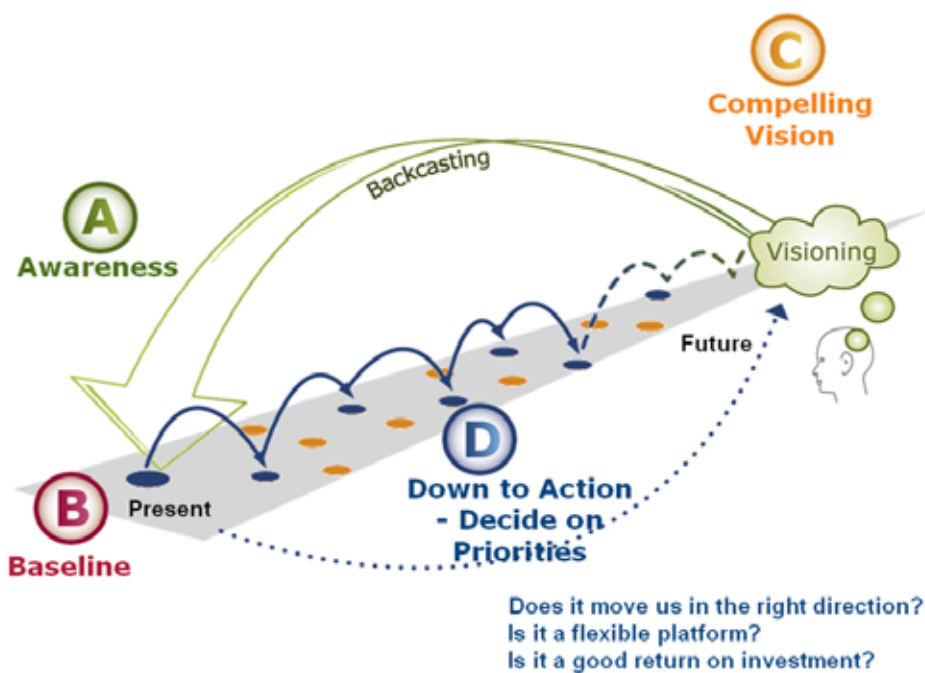 C
Compelling
Vision
Backcasting
A
Awareness
Visioning
Future
D
Down to Action
- Decide on
Priorities
B
Present
Baseline
Does it move us in the right direction?
Is it a flexible platform?
Is it a good return on investment?